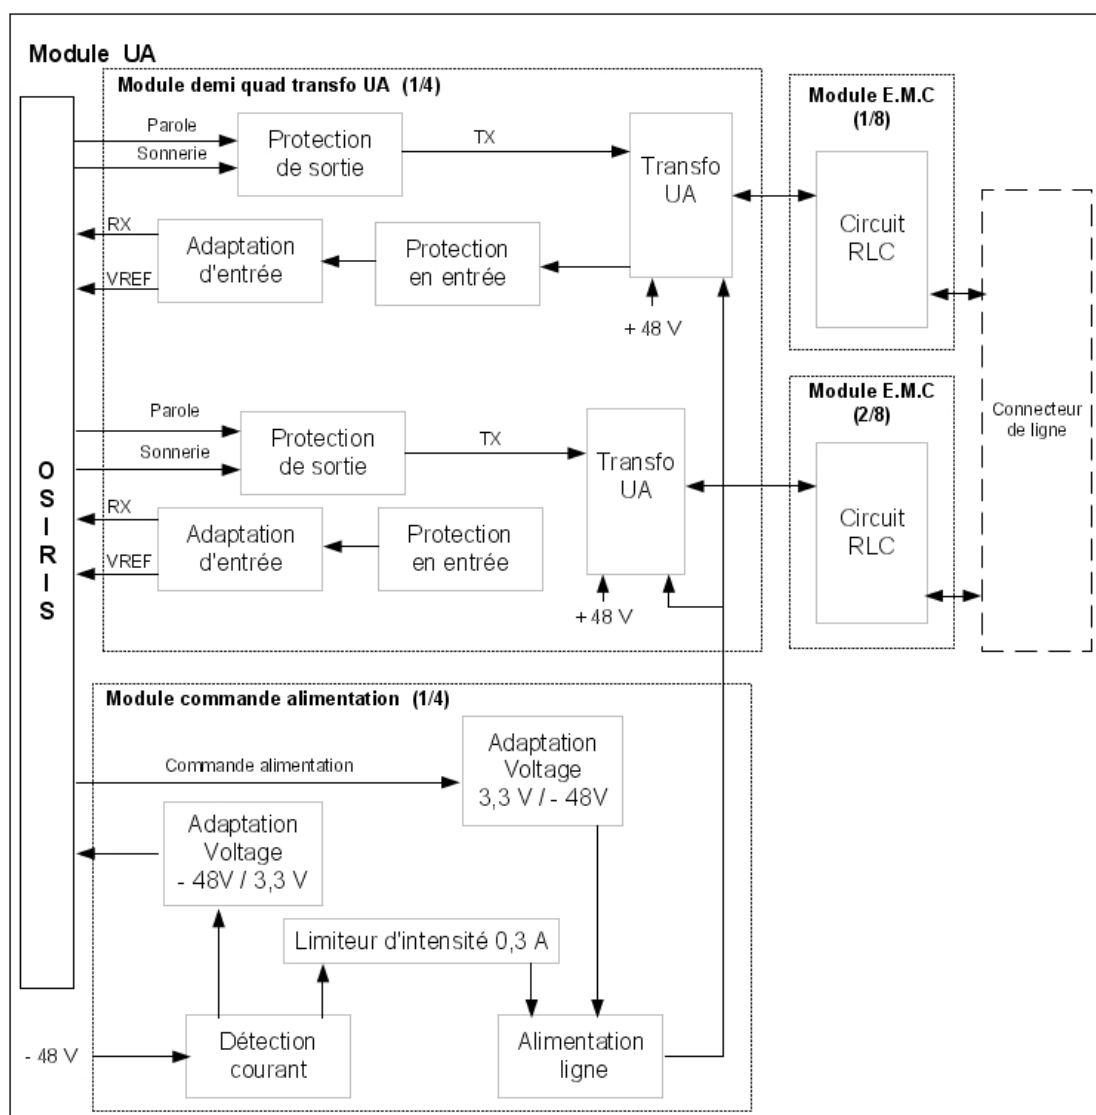 Module UA
Module demi quad transfo UA (1/4)
Parole
Sonnerie
Protection
de sortie
TX
Transfo
UA
RX
VREF
Adaptation
d'entrée
Protection
en entrée
+ 48 V
Module E.M.C
(1/8)
Circuit
RLC
Parole
Sonnerie
Protection
de sortie
TX
Transfo
UA
RX
VREF
Adaptation
d'entrée
Protection
en entrée
+ 48 V
Module E.M.C
(2/8)
Circuit
RLC
Connecteur
de ligne
OSIRIS
Module commande alimentation (1/4)
Commande alimentation
Adaptation
Voltage
3,3 V / - 48V
Adaptation
Voltage
- 48V / 3,3 V
Limiteur d'intensité 0,3 A
- 48 V
Détection
courant
Alimentation
ligne